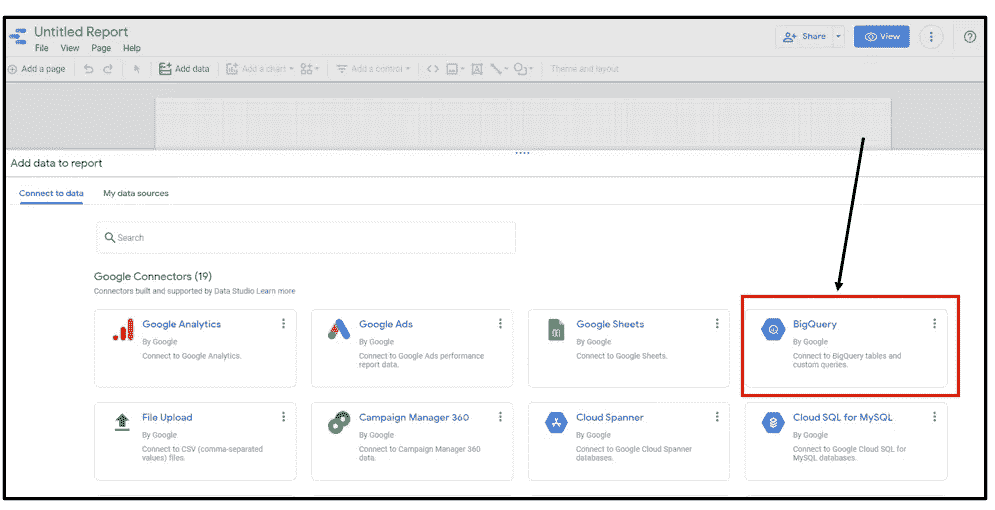 Untitled Report
File View Page Help
Share
View
Add a page
Add data
Add a chart
Add a control
Theme and layout
Add data to report
Connect to data
My data sources
Search
Google Connectors (19)
Connectors built and supported by Data Studio Learn more
Google Analytics
By Google
Connect to Google Analytics.
Google Ads
By Google
Connect to Google Ads performance
report data.
Google Sheets
By Google
Connect to Google Sheets.
BigQuery
By Google
Connect to BigQuery tables and
custom queries.
File Upload
By Google
Connect to CSV (comma-separated
values) files.
Campaign Manager 360
By Google
Connect to Campaign Manager 360
data.
Cloud Spanner
By Google
Connect to Google Cloud Spanner
databases.
Cloud SQL for MySQL
By Google
Connect to Google Cloud SQL for
MySQL databases.